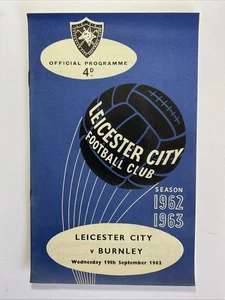 OFFICIAL PROGRAMME
4D
LEICESTER CITY
FOOTBALL CLUB
SEASON
1962
1963
LEICESTER CITY
v BURNLEY
Wednesday 19th September 1962